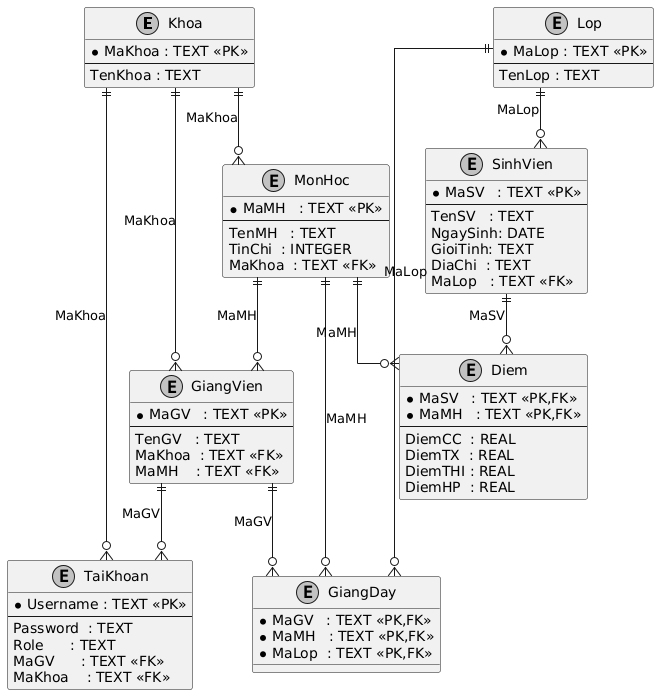 E Khoa
MaKhoa : TEXT «PK»
TenKhoa : TEXT
E Lop
MaLop : TEXT «PK»
TenLop : TEXT
MaKhoa
MaLop
E MonHoc
MaMH : TEXT «PK»
TenMH : TEXT
TinChi : INTEGER
MaKhoa : TEXT «FK»
E SinhVien
MaSV : TEXT «PK»
TenSV : TEXT
NgaySinh: DATE
GioiTinh: TEXT
DiaChi : TEXT
MaLop : TEXT «FK»
MaKhoa
MaLop
MaKhoa
MaMH
MaMH
MaSV
E GiangVien
MaGV : TEXT «PK»
TenGV : TEXT
MaKhoa : TEXT «FK»
MaMH : TEXT «FK»
MaMH
E Diem
MaSV : TEXT «PK,FK»
MaMH : TEXT «PK,FK»
DiemCC : REAL
DiemTX : REAL
DiemTHI : REAL
DiemHP : REAL
MaGV
MaGV
E TaiKhoan
Username : TEXT «PK»
Password : TEXT
Role : TEXT
MaGV : TEXT «FK»
MaKhoa : TEXT «FK»
E GiangDay
MaGV : TEXT «PK,FK»
MaMH : TEXT «PK,FK»
MaLop : TEXT «PK,FK»